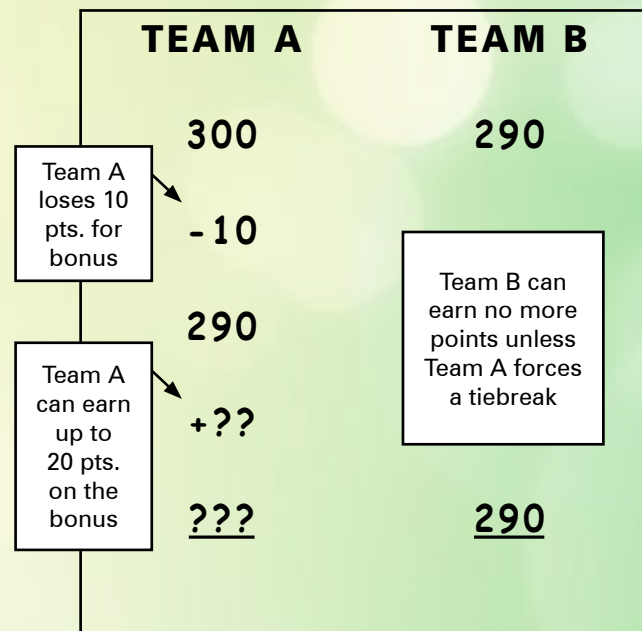 TEAM A
TEAM B
300
290
Team A
loses 10
pts. for
bonus
-10
290
Team B can
earn no more
points unless
Team A forces
a tiebreak
Team A
can earn
up to
20 pts.
on the
bonus
+??
???
290